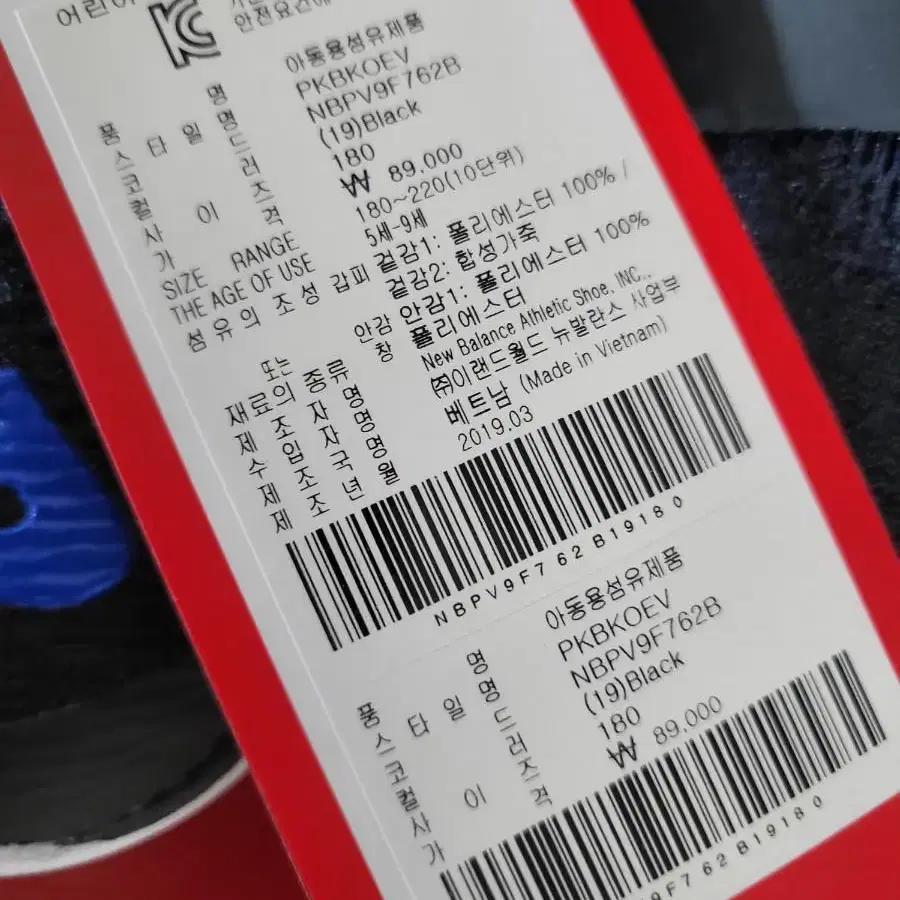 어린이
안전요건에
품명 아동용섬유제품
스타일명 PKBKOEV
코드 NBPV9F762B
컬러 (19)Black
사이즈 180
가격 ₩ 89,000
SIZE RANGE 180~220(10단위)
THE AGE OF USE 5세-9세
섬유의 조성 갑피 겉감1: 폴리에스터 100% /
겉감2: 합성가죽
안감 안감1: 폴리에스터 100%
또는 창 폴리에스터
재료의 종류 New Balance Athletic Shoe, INC.,
제조자명 ㈜이랜드월드 뉴발란스 사업부
수입자명 베트남 (Made in Vietnam)
제조국명 2019.03
제조년월
NBPV9F762B19180
품명 아동용섬유제품
스타일명 PKBKOEV
코드 NBPV9F762B
컬러 (19)Black
사이즈 180
가 ₩ 89,000
9F762B19180